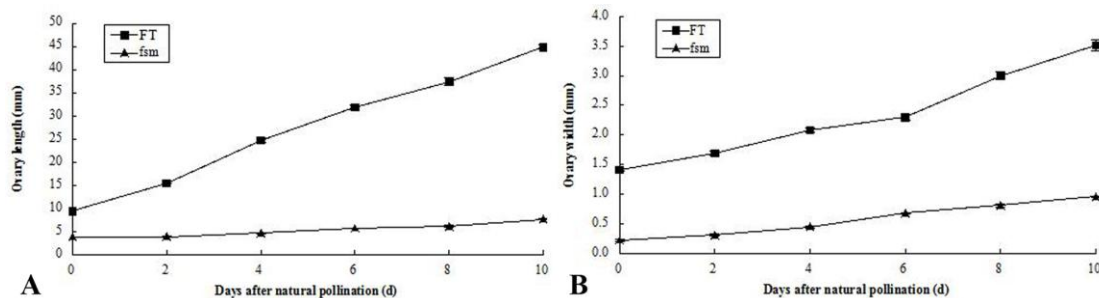 50
45
40
35
30
25
20
15
10
5
0
Ovary length (mm)
FT
fsm
0 2 4 6 8 10
Days after natural pollination (d)
A
4.0
3.5
3.0
2.5
2.0
1.5
1.0
0.5
0.0
Ovary width (mm)
FT
fsm
0 2 4 6 8 10
Days after natural pollination (d)
B